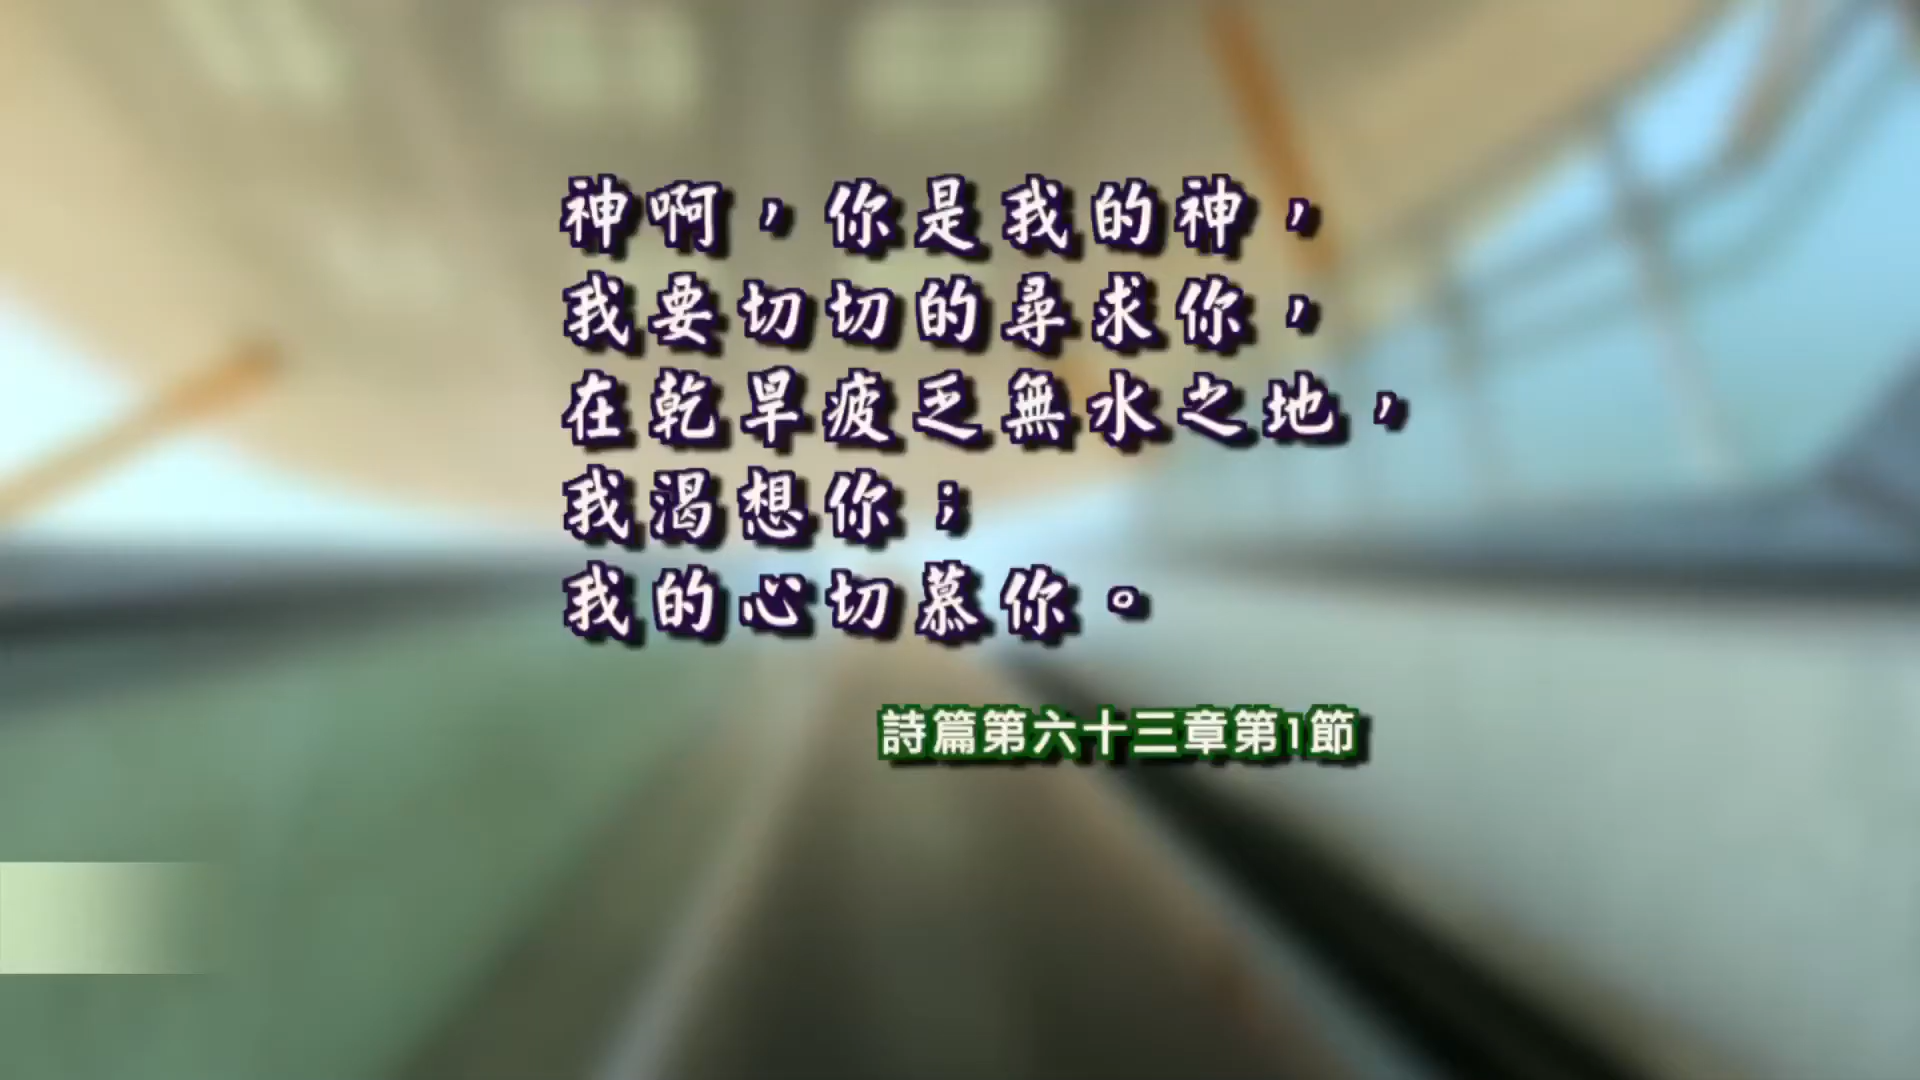 神啊，你是我的神，
我要切切的尋求你，
在乾旱疲乏無水之地，
我渴想你；
我的心切慕你。
詩篇第六十三章第1節